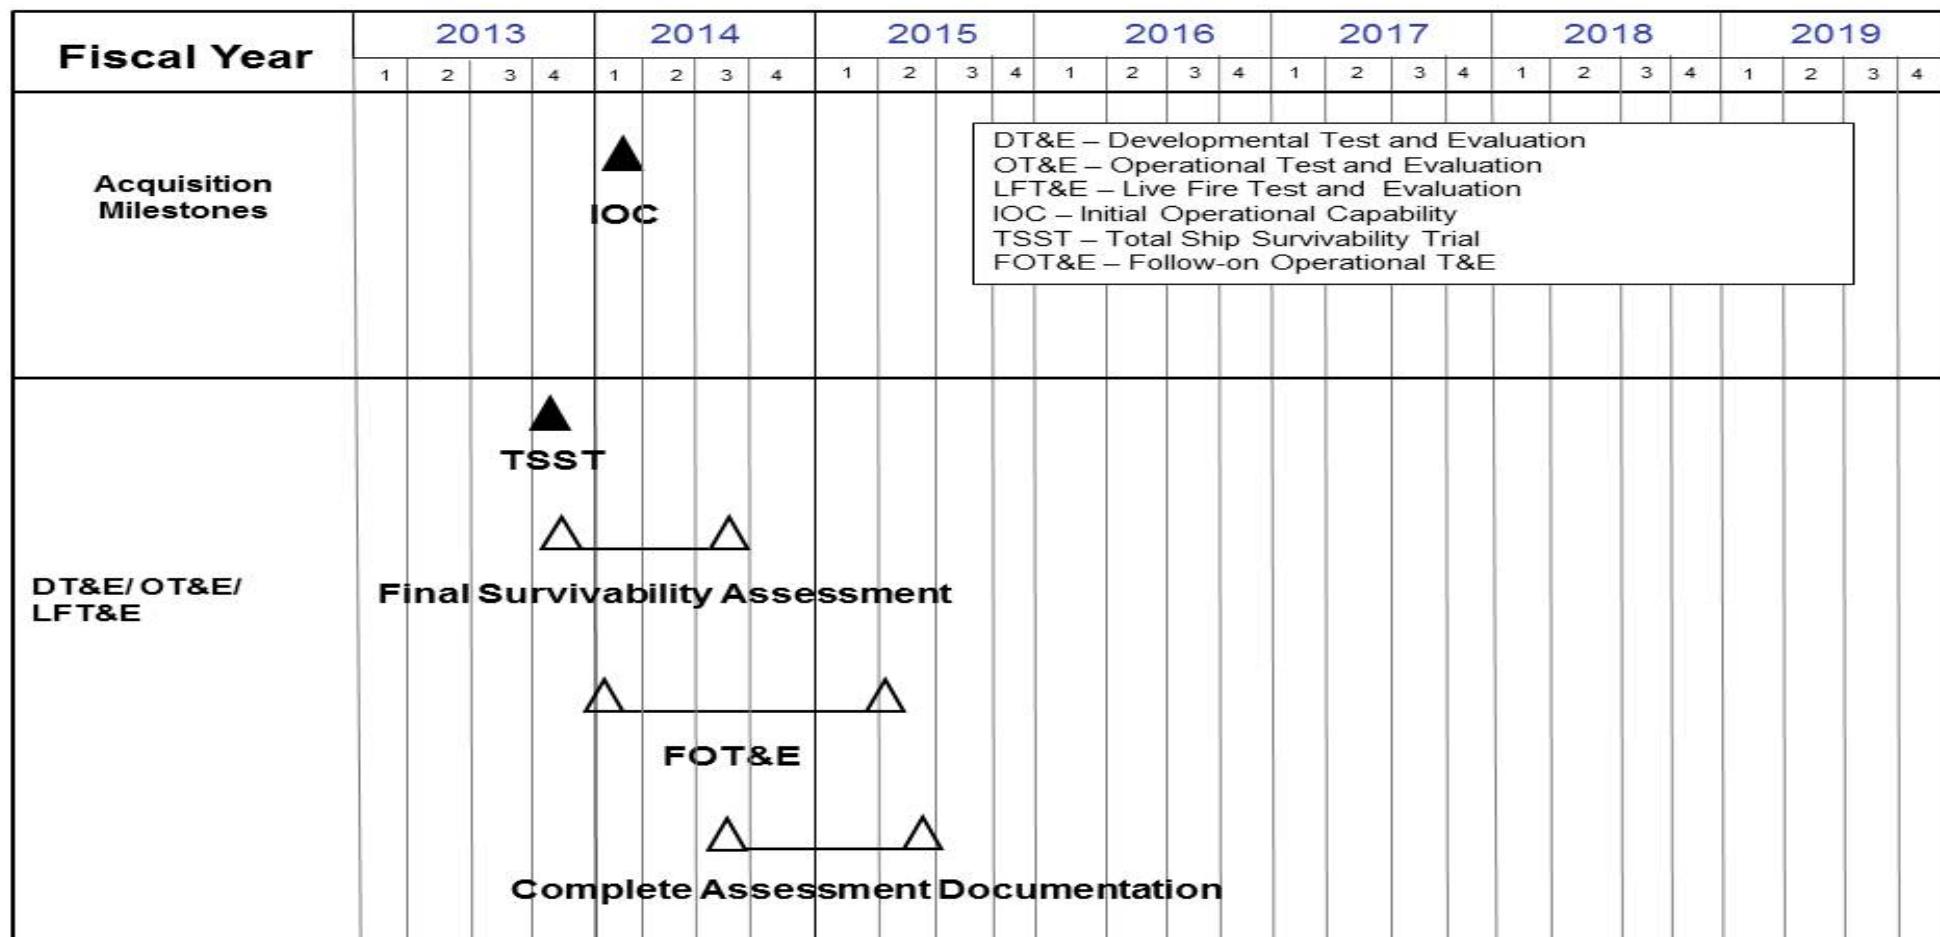 Fiscal Year
2013 2014 2015 2016 2017 2018 2019
1 2 3 4 1 2 3 4 1 2 3 4 1 2 3 4 1 2 3 4 1 2 3 4 1 2 3 4
Acquisition
Milestones
IOC
DT&E – Developmental Test and Evaluation
OT&E – Operational Test and Evaluation
LFT&E – Live Fire Test and Evaluation
IOC – Initial Operational Capability
TSST – Total Ship Survivability Trial
FOT&E – Follow-on Operational T&E
DT&E/ OT&E/
LFT&E
TSST
Final Survivability Assessment
FOT&E
Complete Assessment Documentation